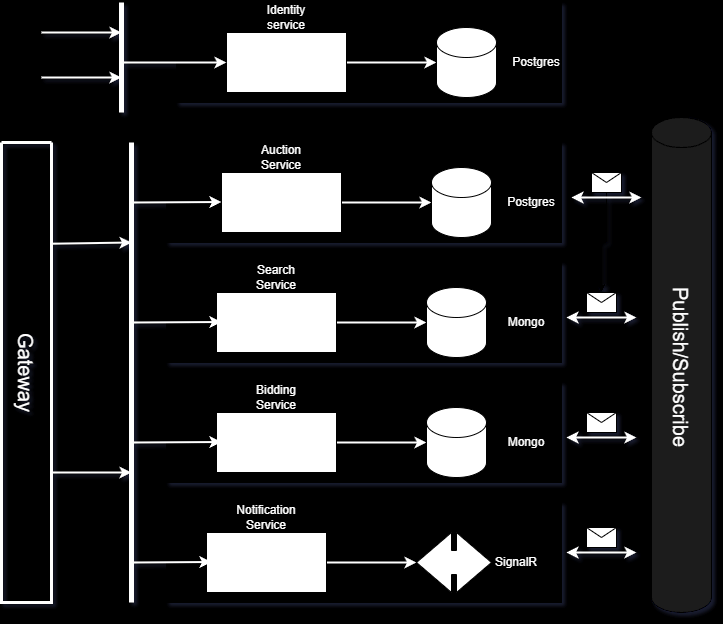 Identity
service
Postgres
Auction
Service
Postgres
Search
Service
Mongo
Gateway
Publish/Subscribe
Bidding
Service
Mongo
Notification
Service
SignalR